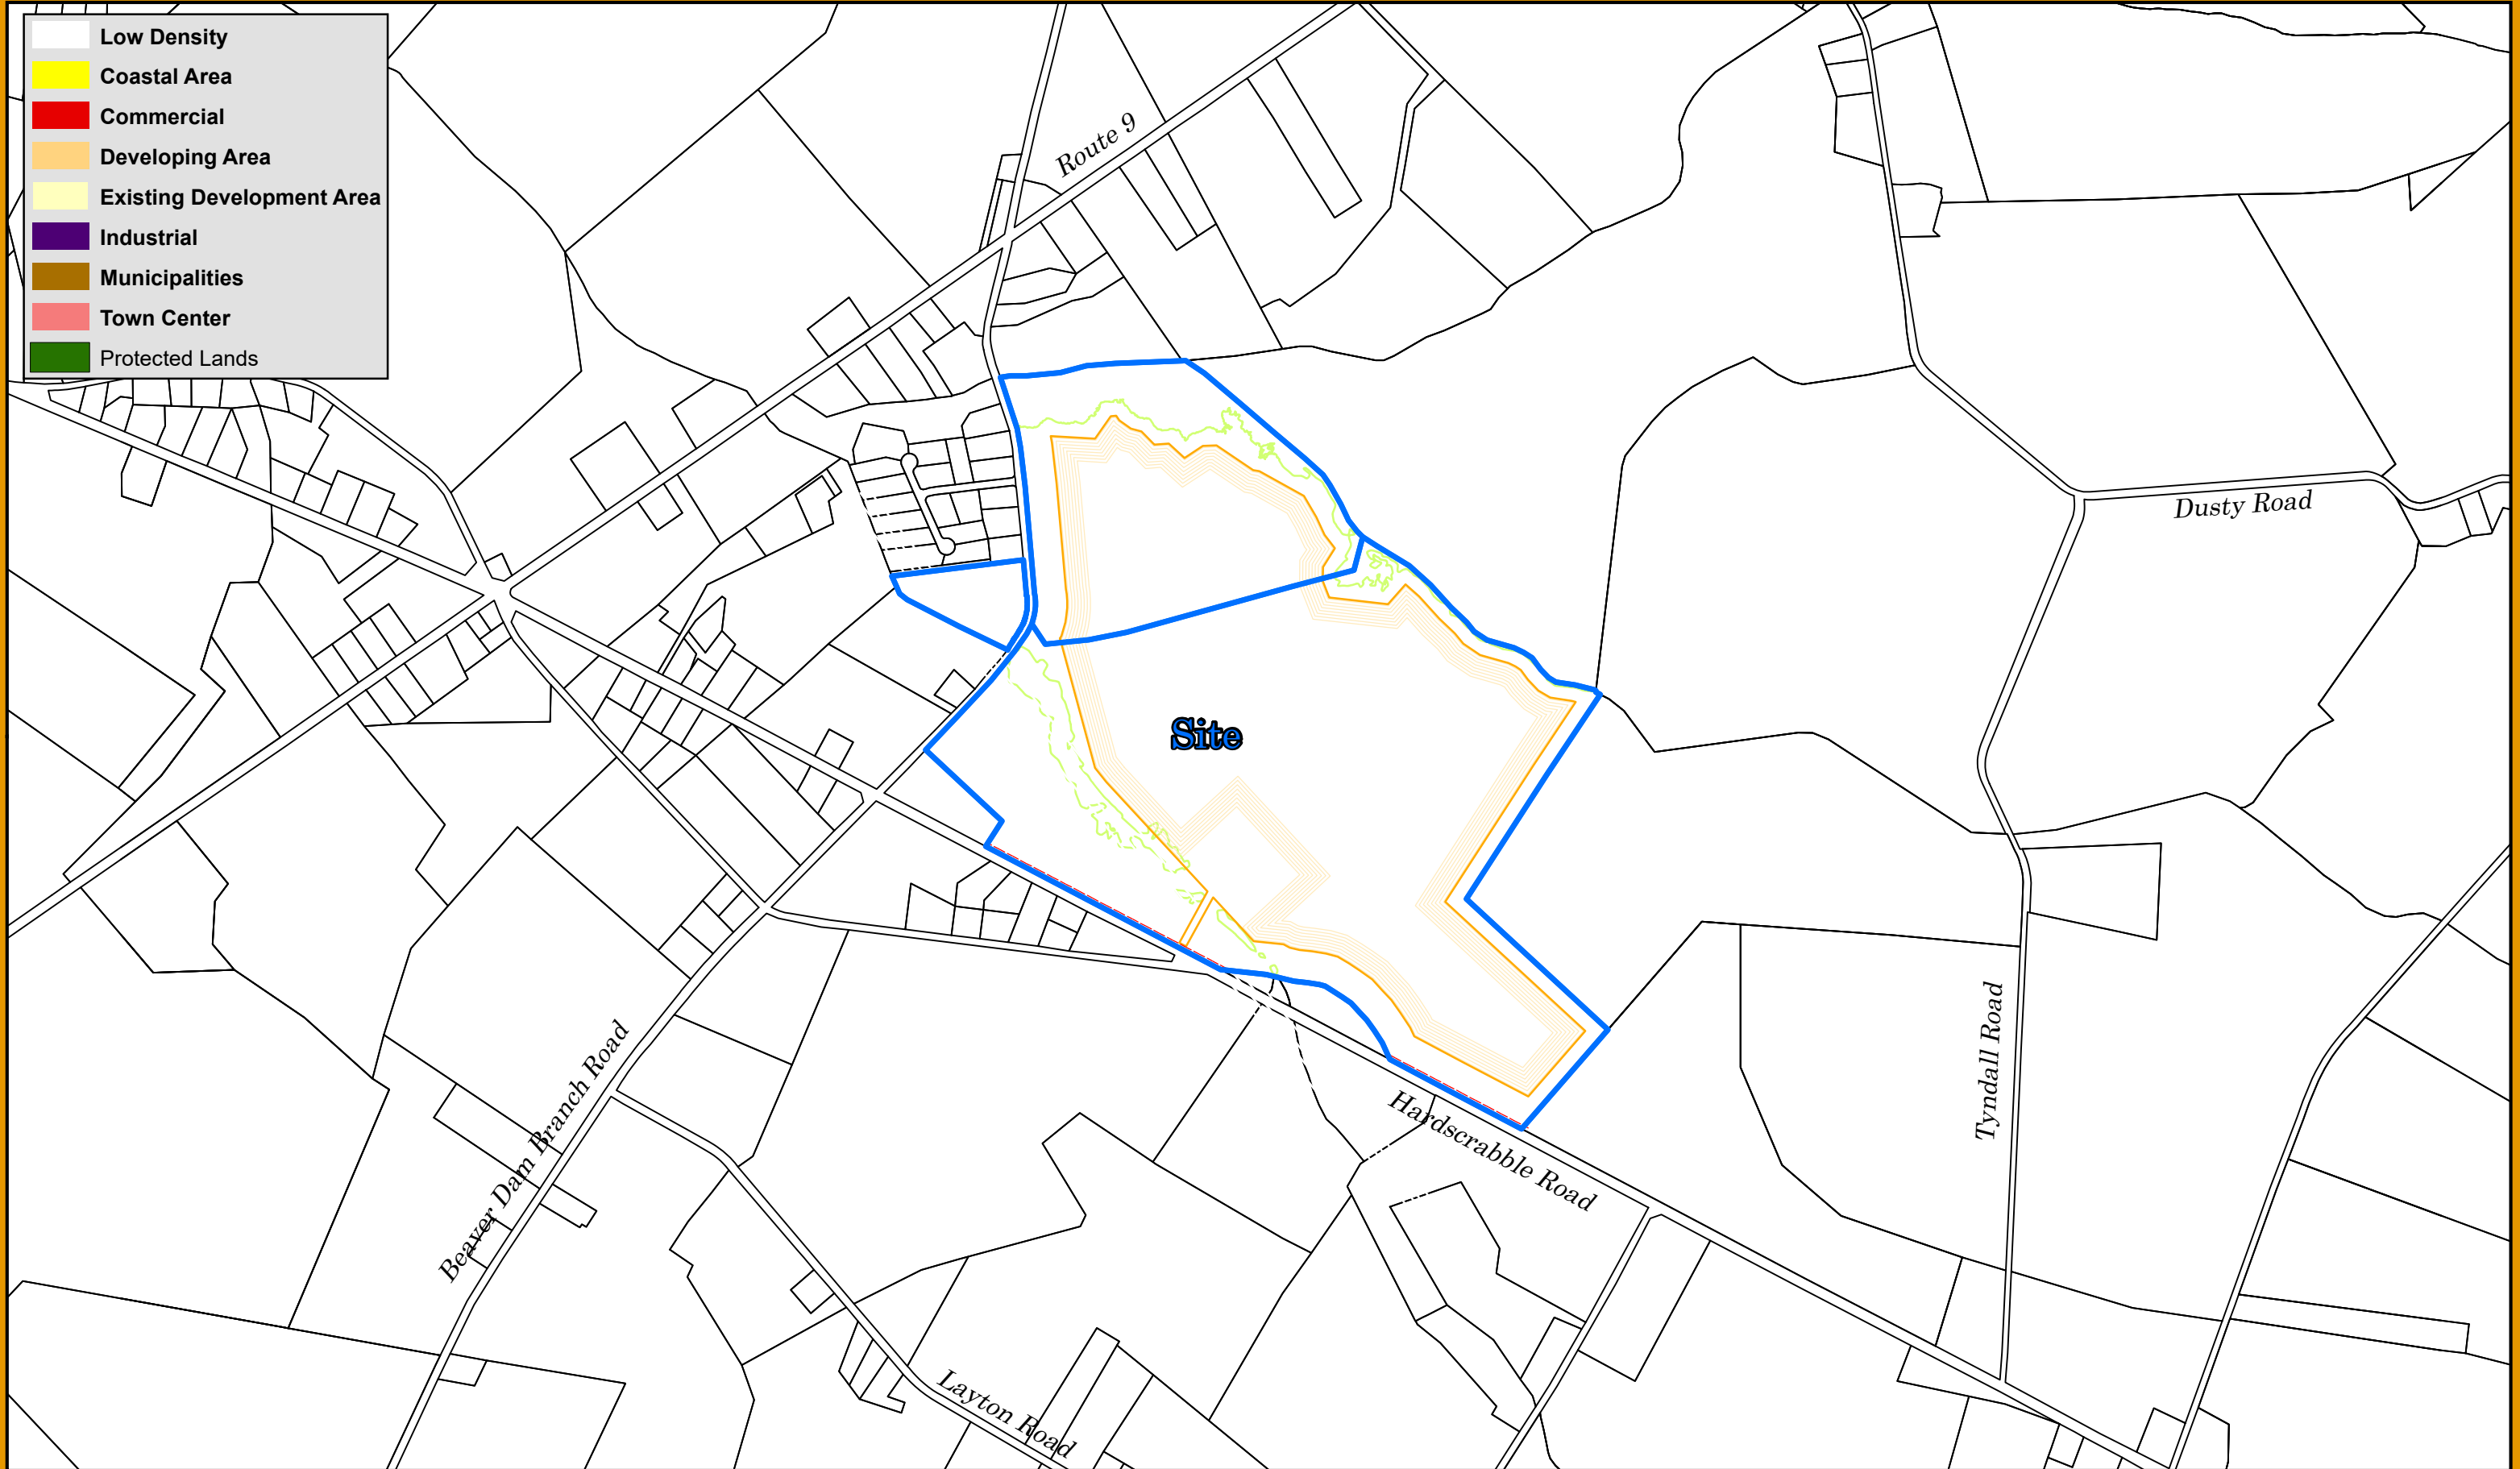 Low Density
Coastal Area
Commercial
Developing Area
Existing Development Area
Industrial
Municipalities
Town Center
Protected Lands
Route 9
Dusty Road
Site
Tyndall Road
Beaver Dam Branch Road
Hardscrabble Road
Layton Road